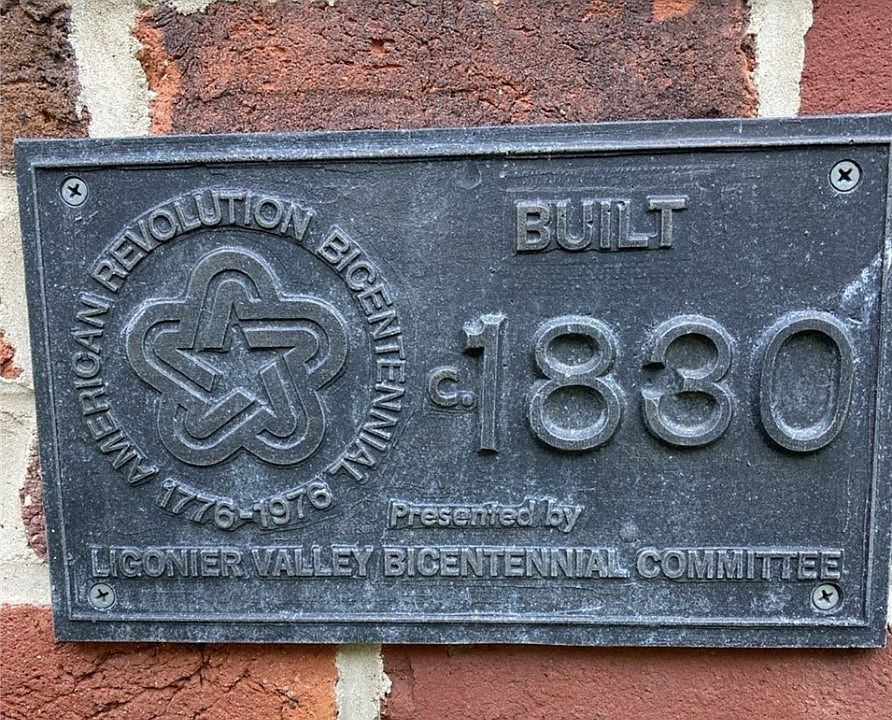 AMERICAN REVOLUTION BICENTENNIAL
1776-1976
BUILT
c.1830
Presented by
LIGONIER VALLEY BICENTENNIAL COMMITTEE